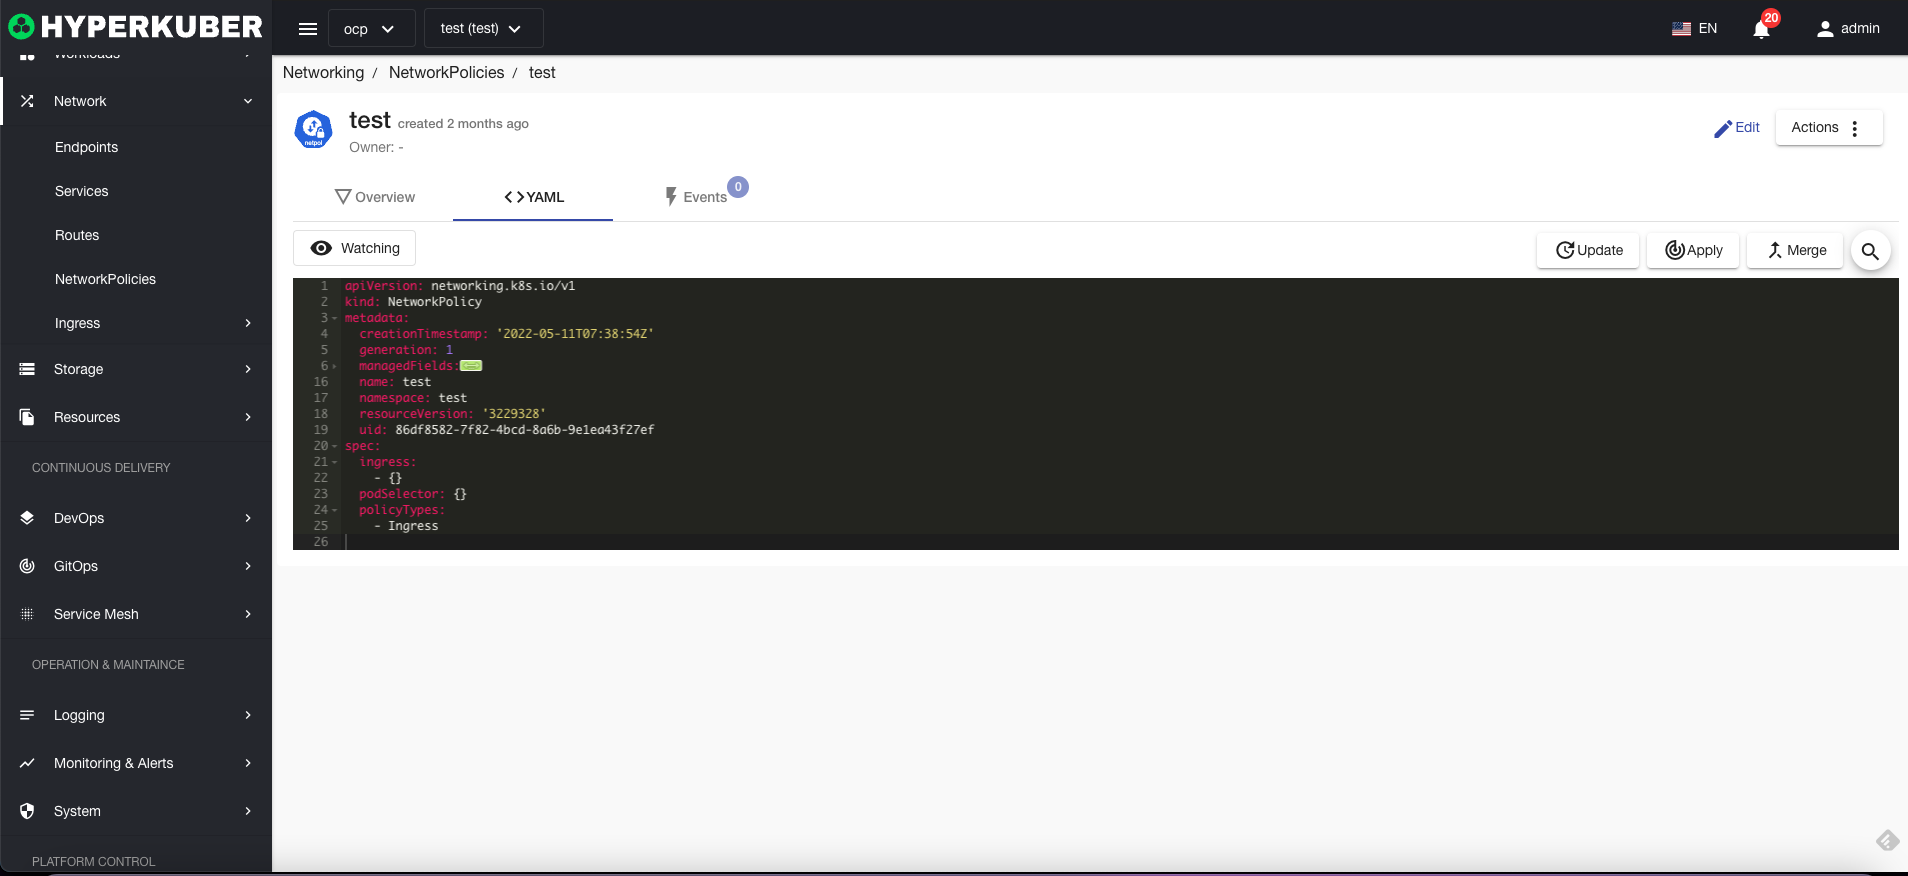 HYPERKUBER
ocp
test (test)
EN
20
admin
Workloads
Network
Endpoints
Services
Routes
NetworkPolicies
Ingress
Storage
Resources
CONTINUOUS DELIVERY
DevOps
GitOps
Service Mesh
OPERATION & MAINTAINCE
Logging
Monitoring & Alerts
System
PLATFORM CONTROL
Networking / NetworkPolicies / test
netpol
test created 2 months ago
Owner: -
Edit
Actions
Overview
<> YAML
Events 0
Watching
Update
Apply
Merge
1 apiVersion: networking.k8s.io/v1
2 kind: NetworkPolicy
3 metadata:
4 creationTimestamp: '2022-05-11T07:38:54Z'
5 generation: 1
6 managedFields:
16 name: test
17 namespace: test
18 resourceVersion: '3229328'
19 uid: 86df8582-7f82-4bcd-8a6b-9e1ea43f27ef
20 spec:
21 ingress:
22 - {}
23 podSelector: {}
24 policyTypes:
25 - Ingress
26